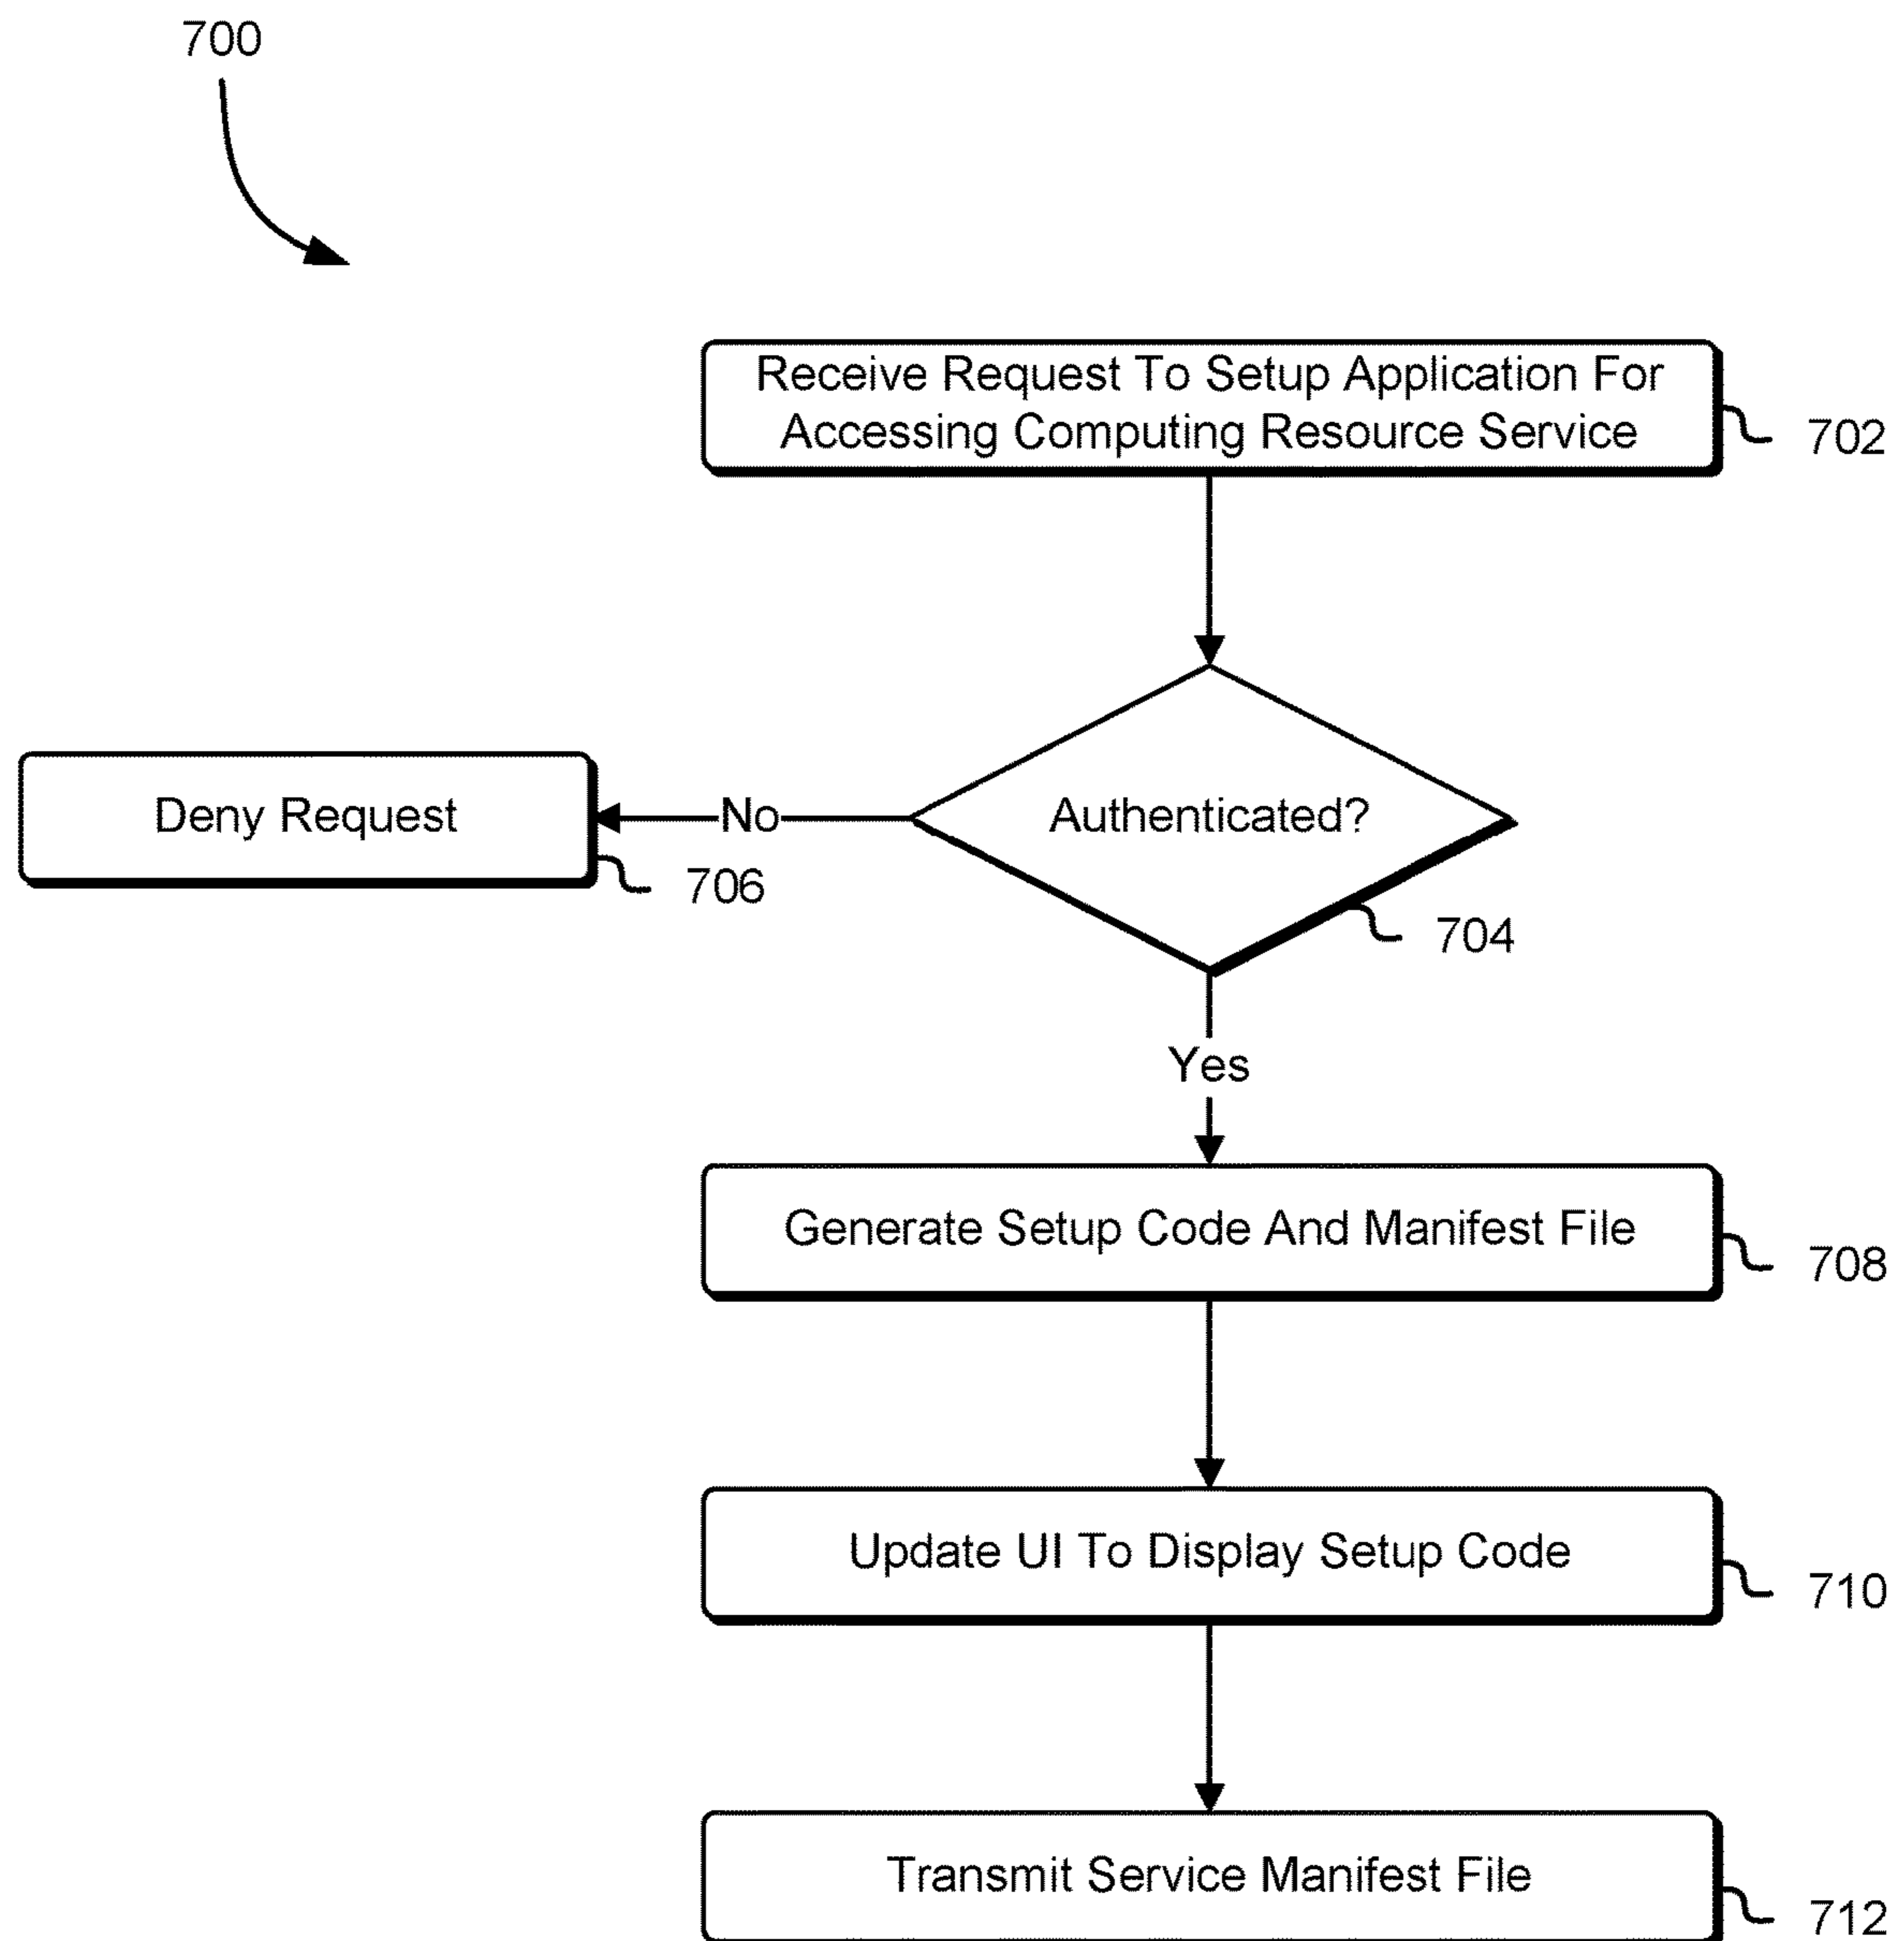 700
Receive Request To Setup Application For
Accessing Computing Resource Service
702
Authenticated?
704
No
Deny Request
706
Yes
Generate Setup Code And Manifest File
708
Update UI To Display Setup Code
710
Transmit Service Manifest File
712